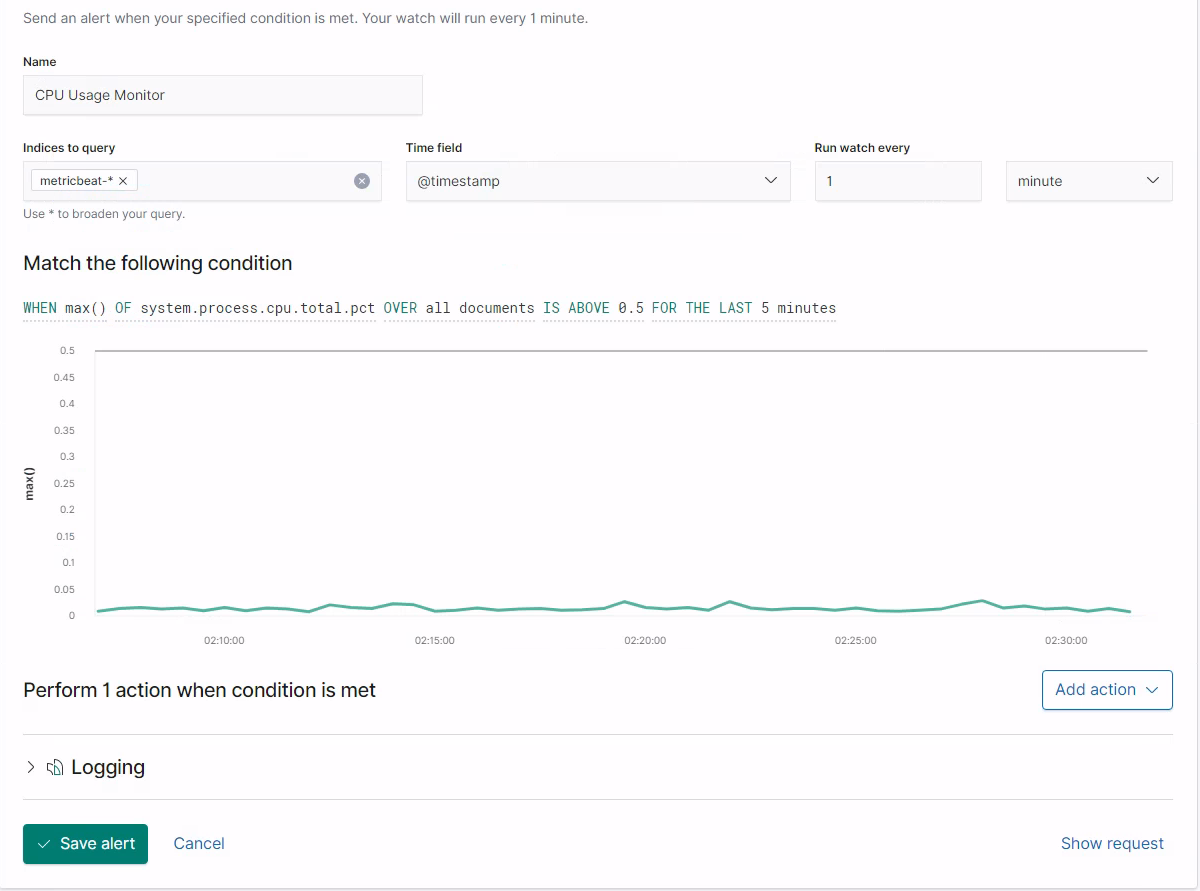 Send an alert when your specified condition is met. Your watch will run every 1 minute.
Name
CPU Usage Monitor
Indices to query
Time field
Run watch every
metricbeat-*
@timestamp
1
minute
Use * to broaden your query.
Match the following condition
WHEN max() OF system.process.cpu.total.pct OVER all documents IS ABOVE 0.5 FOR THE LAST 5 minutes
0.5
0.45
0.4
0.35
0.3
0.25
0.2
0.15
0.1
0.05
0
max()
02:10:00
02:15:00
02:20:00
02:25:00
02:30:00
Perform 1 action when condition is met
Add action
Logging
Save alert
Cancel
Show request